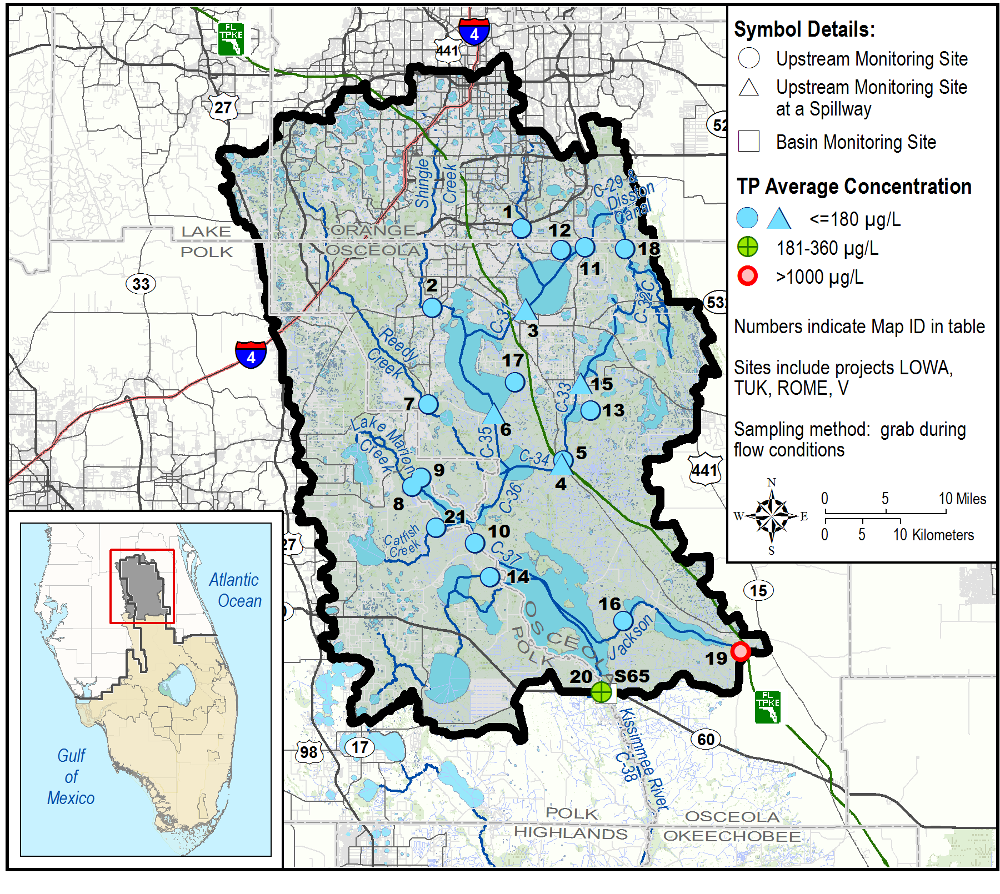 Symbol Details:
Upstream Monitoring Site
Upstream Monitoring Site
at a Spillway
Basin Monitoring Site
TP Average Concentration
<=180 µg/L
181-360 µg/L
>1000 µg/L
Numbers indicate Map ID in table
Sites include projects LOWA,
TUK, ROME, V
Sampling method: grab during
flow conditions
N
W
E
S
0 5 10 Miles
0 5 10 Kilometers
FL
TPKE
4
441
27
52
Shingle
Creek
C-29 &
Disston
Canal
1
12
11
18
LAKE
POLK
ORANGE
OSCEOLA
33
2
C-31
3
C-32C
532
4
Reedy
Creek
17
7
6
C-35
C-33
15
13
Lake Marion
Creek
C-34
5
4
441
9
8
C-36
21
Catfish
Creek
10
C-37
27
14
15
16
Jackson
19
OSCEOL
POLK
20
S65
FL
TPKE
Kissimmee River
C-38
60
98
17
POLK
HIGHLANDS
OSCEOLA
OKEECHOBEE
Atlantic
Ocean
Gulf
of
Mexico